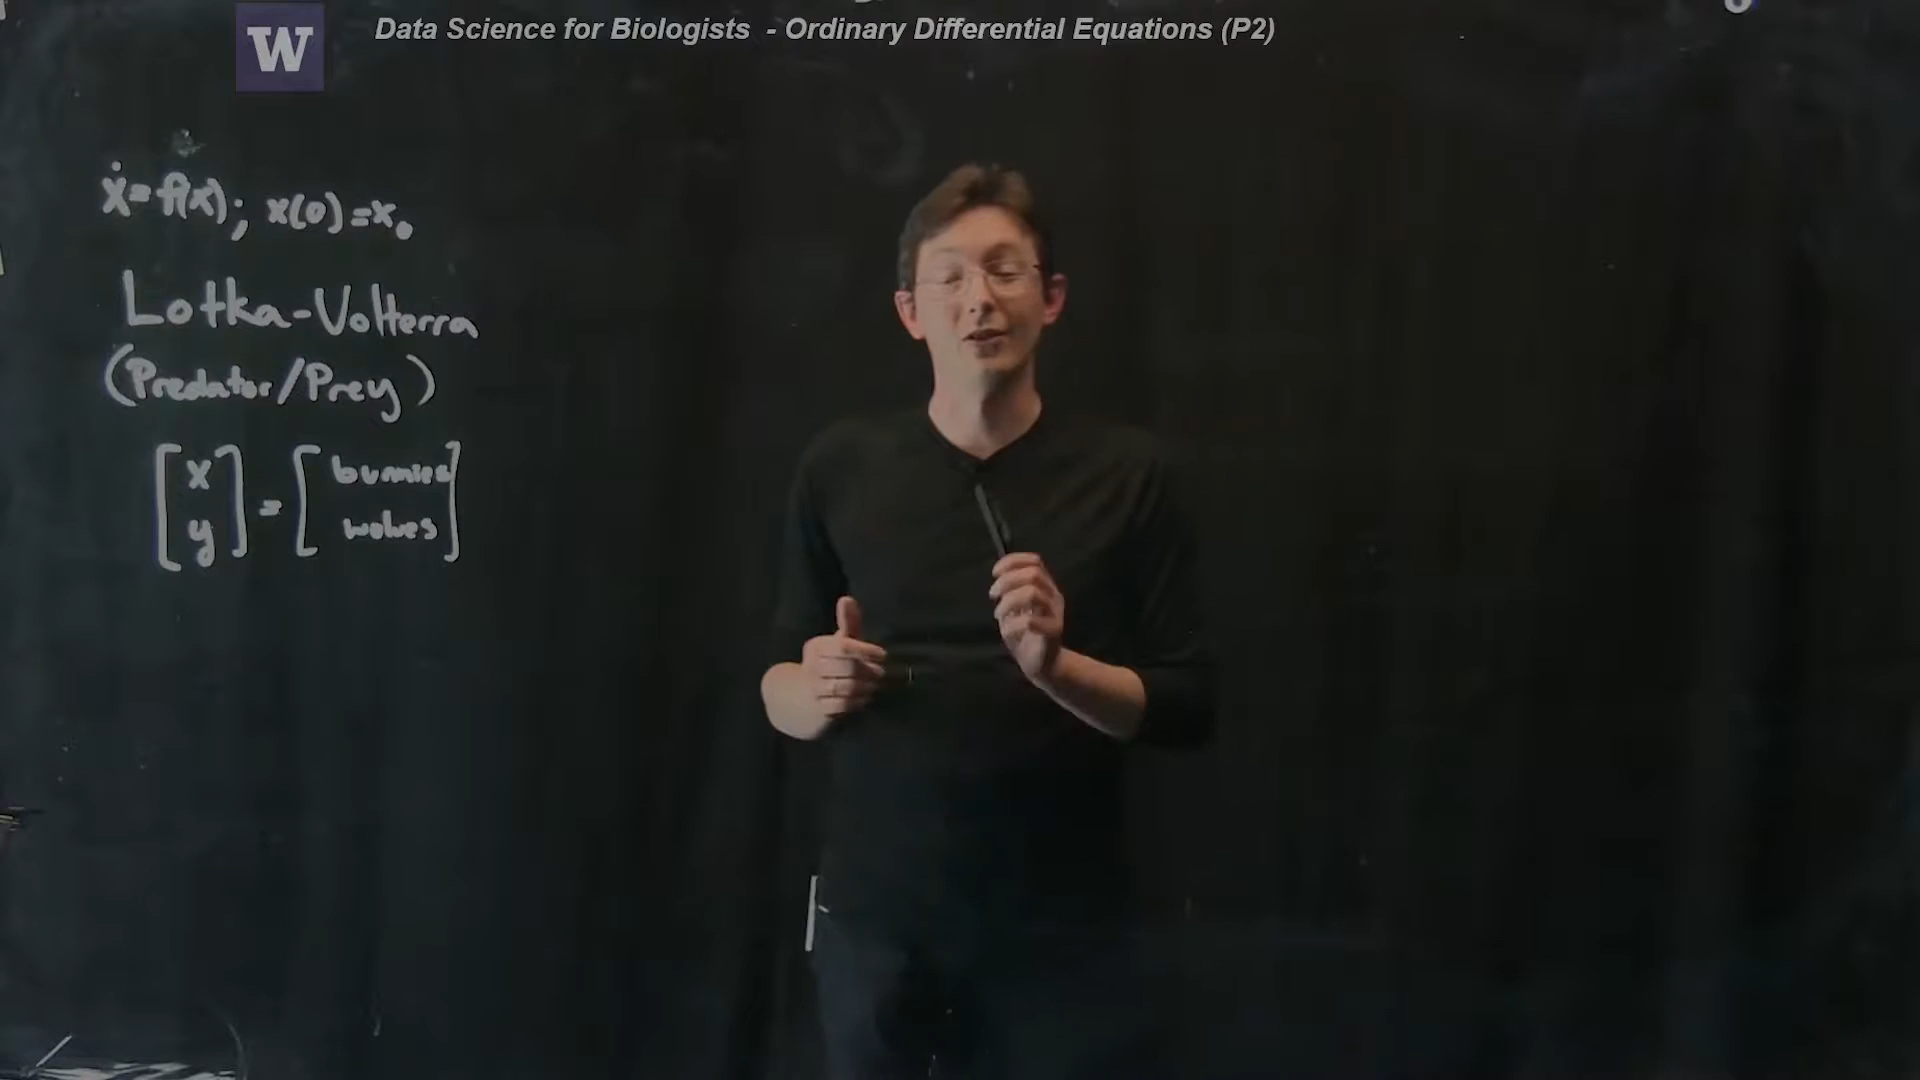 W Data Science for Biologists - Ordinary Differential Equations (P2)
ẋ=f(x); x(0)=x₀
Lotka-Volterra
(Predator/Prey)
[x y] = [bunnies wolves]